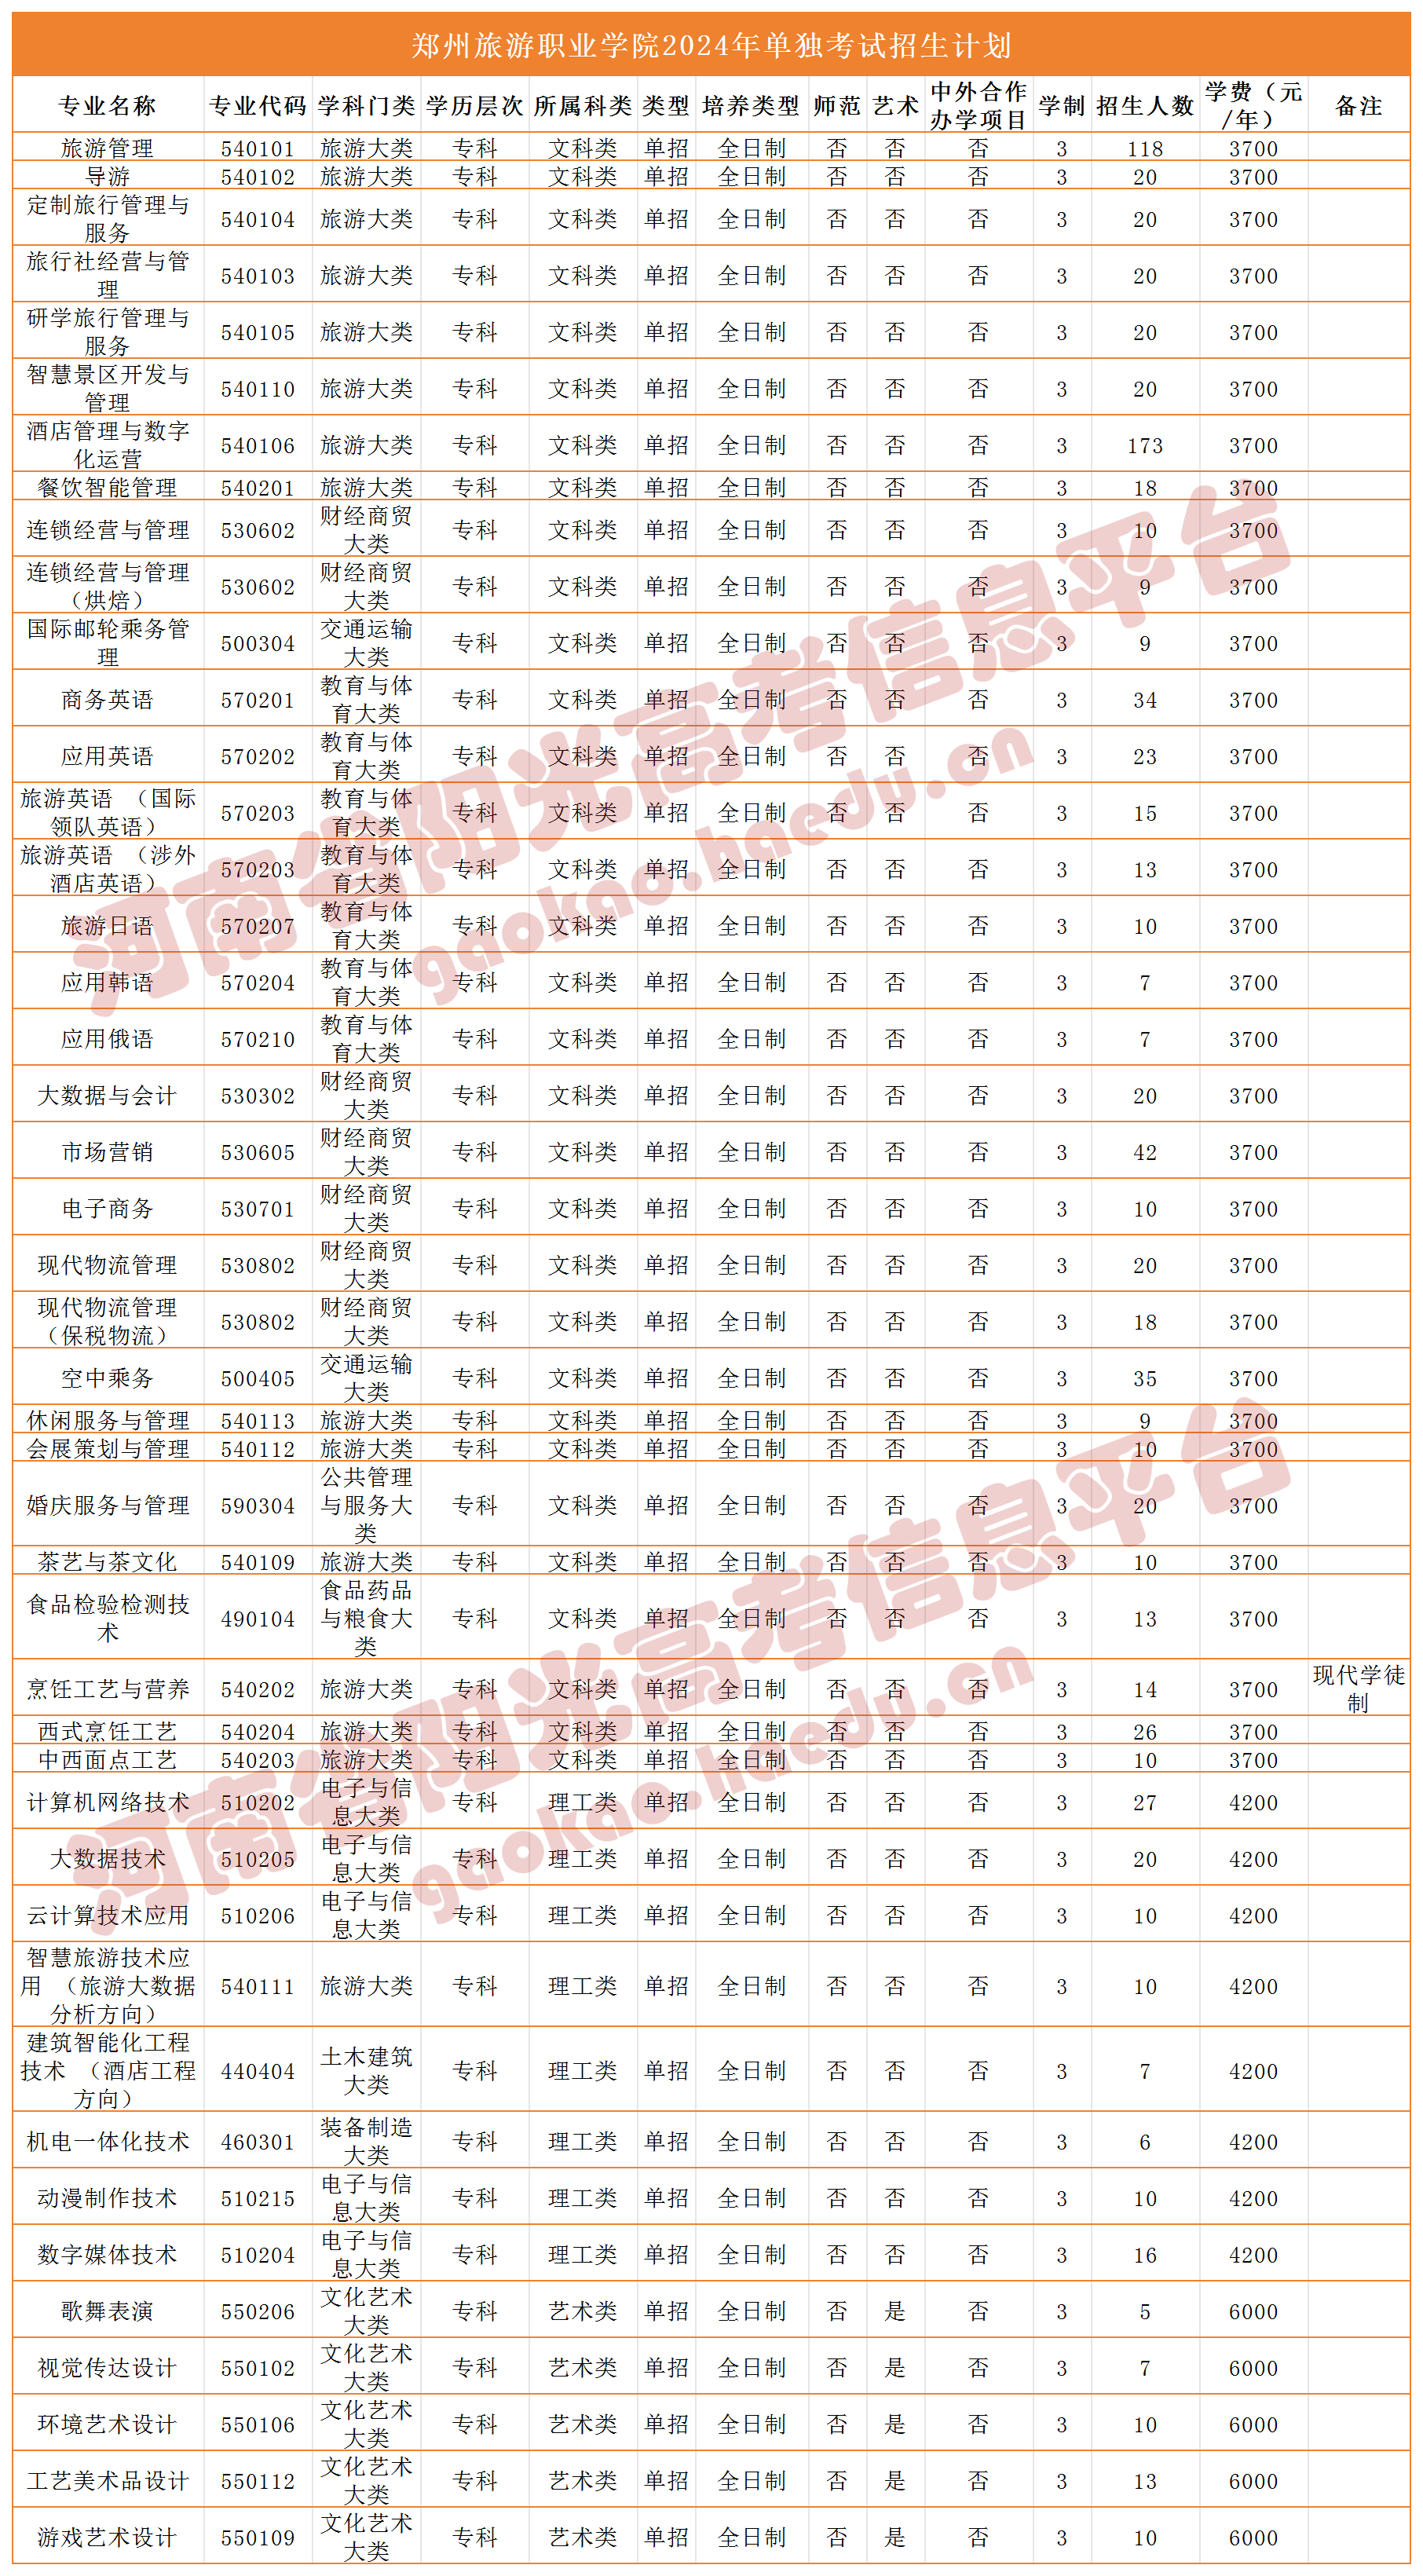 郑州旅游职业学院2024年单独考试招生计划
专业名称 专业代码 学科门类 学历层次 所属科类 类型 培养类型 师范 艺术 中外合作办学项目 学制 招生人数 学费（元/年） 备注
旅游管理 540101 旅游大类 专科 文科类 单招 全日制 否 否 否 3 118 3700
导游 540102 旅游大类 专科 文科类 单招 全日制 否 否 否 3 20 3700
定制旅行管理与服务 540104 旅游大类 专科 文科类 单招 全日制 否 否 否 3 20 3700
旅行社经营与管理 540103 旅游大类 专科 文科类 单招 全日制 否 否 否 3 20 3700
研学旅行管理与服务 540105 旅游大类 专科 文科类 单招 全日制 否 否 否 3 20 3700
智慧景区开发与管理 540110 旅游大类 专科 文科类 单招 全日制 否 否 否 3 20 3700
酒店管理与数字化运营 540106 旅游大类 专科 文科类 单招 全日制 否 否 否 3 173 3700
餐饮智能管理 540201 旅游大类 专科 文科类 单招 全日制 否 否 否 3 18 3700
连锁经营与管理 530602 财经商贸大类 专科 文科类 单招 全日制 否 否 否 3 10 3700
连锁经营与管理（烘焙） 530602 财经商贸大类 专科 文科类 单招 全日制 否 否 否 3 9 3700
国际邮轮乘务管理 500304 交通运输大类 专科 文科类 单招 全日制 否 否 否 3 9 3700
商务英语 570201 教育与体育大类 专科 文科类 单招 全日制 否 否 否 3 34 3700
应用英语 570202 教育与体育大类 专科 文科类 单招 全日制 否 否 否 3 23 3700
旅游英语 （国际领队英语） 570203 教育与体育大类 专科 文科类 单招 全日制 否 否 否 3 15 3700
旅游英语 （涉外酒店英语） 570203 教育与体育大类 专科 文科类 单招 全日制 否 否 否 3 13 3700
旅游日语 570207 教育与体育大类 专科 文科类 单招 全日制 否 否 否 3 10 3700
应用韩语 570204 教育与体育大类 专科 文科类 单招 全日制 否 否 否 3 7 3700
应用俄语 570210 教育与体育大类 专科 文科类 单招 全日制 否 否 否 3 7 3700
大数据与会计 530302 财经商贸大类 专科 文科类 单招 全日制 否 否 否 3 20 3700
市场营销 530605 财经商贸大类 专科 文科类 单招 全日制 否 否 否 3 42 3700
电子商务 530701 财经商贸大类 专科 文科类 单招 全日制 否 否 否 3 10 3700
现代物流管理 530802 财经商贸大类 专科 文科类 单招 全日制 否 否 否 3 20 3700
现代物流管理（保税物流） 530802 财经商贸大类 专科 文科类 单招 全日制 否 否 否 3 18 3700
空中乘务 500405 交通运输大类 专科 文科类 单招 全日制 否 否 否 3 35 3700
休闲服务与管理 540113 旅游大类 专科 文科类 单招 全日制 否 否 否 3 9 3700
会展策划与管理 540112 旅游大类 专科 文科类 单招 全日制 否 否 否 3 10 3700
婚庆服务与管理 590304 公共管理与服务大类 专科 文科类 单招 全日制 否 否 否 3 20 3700
茶艺与茶文化 540109 旅游大类 专科 文科类 单招 全日制 否 否 否 3 10 3700
食品检验检测技术 490104 食品药品与粮食大类 专科 文科类 单招 全日制 否 否 否 3 13 3700
烹饪工艺与营养 540202 旅游大类 专科 文科类 单招 全日制 否 否 否 3 14 3700 现代学徒制
西式烹饪工艺 540204 旅游大类 专科 文科类 单招 全日制 否 否 否 3 26 3700
中西面点工艺 540203 旅游大类 专科 文科类 单招 全日制 否 否 否 3 10 3700
计算机网络技术 510202 电子与信息大类 专科 理工类 单招 全日制 否 否 否 3 27 4200
大数据技术 510205 电子与信息大类 专科 理工类 单招 全日制 否 否 否 3 20 4200
云计算技术应用 510206 电子与信息大类 专科 理工类 单招 全日制 否 否 否 3 10 4200
智慧旅游技术应用 （旅游大数据分析方向） 540111 旅游大类 专科 理工类 单招 全日制 否 否 否 3 10 4200
建筑智能化工程技术 （酒店工程方向） 440404 土木建筑大类 专科 理工类 单招 全日制 否 否 否 3 7 4200
机电一体化技术 460301 装备制造大类 专科 理工类 单招 全日制 否 否 否 3 6 4200
动漫制作技术 510215 电子与信息大类 专科 理工类 单招 全日制 否 否 否 3 10 4200
数字媒体技术 510204 电子与信息大类 专科 理工类 单招 全日制 否 否 否 3 16 4200
歌舞表演 550206 文化艺术大类 专科 艺术类 单招 全日制 否 是 否 3 5 6000
视觉传达设计 550102 文化艺术大类 专科 艺术类 单招 全日制 否 是 否 3 7 6000
环境艺术设计 550106 文化艺术大类 专科 艺术类 单招 全日制 否 是 否 3 10 6000
工艺美术品设计 550112 文化艺术大类 专科 艺术类 单招 全日制 否 是 否 3 13 6000
游戏艺术设计 550109 文化艺术大类 专科 艺术类 单招 全日制 否 是 否 3 10 6000
河南省阳光高考信息平台
gaokao.haedu.cn
河南省阳光高考信息平台
gaokao.haedu.cn